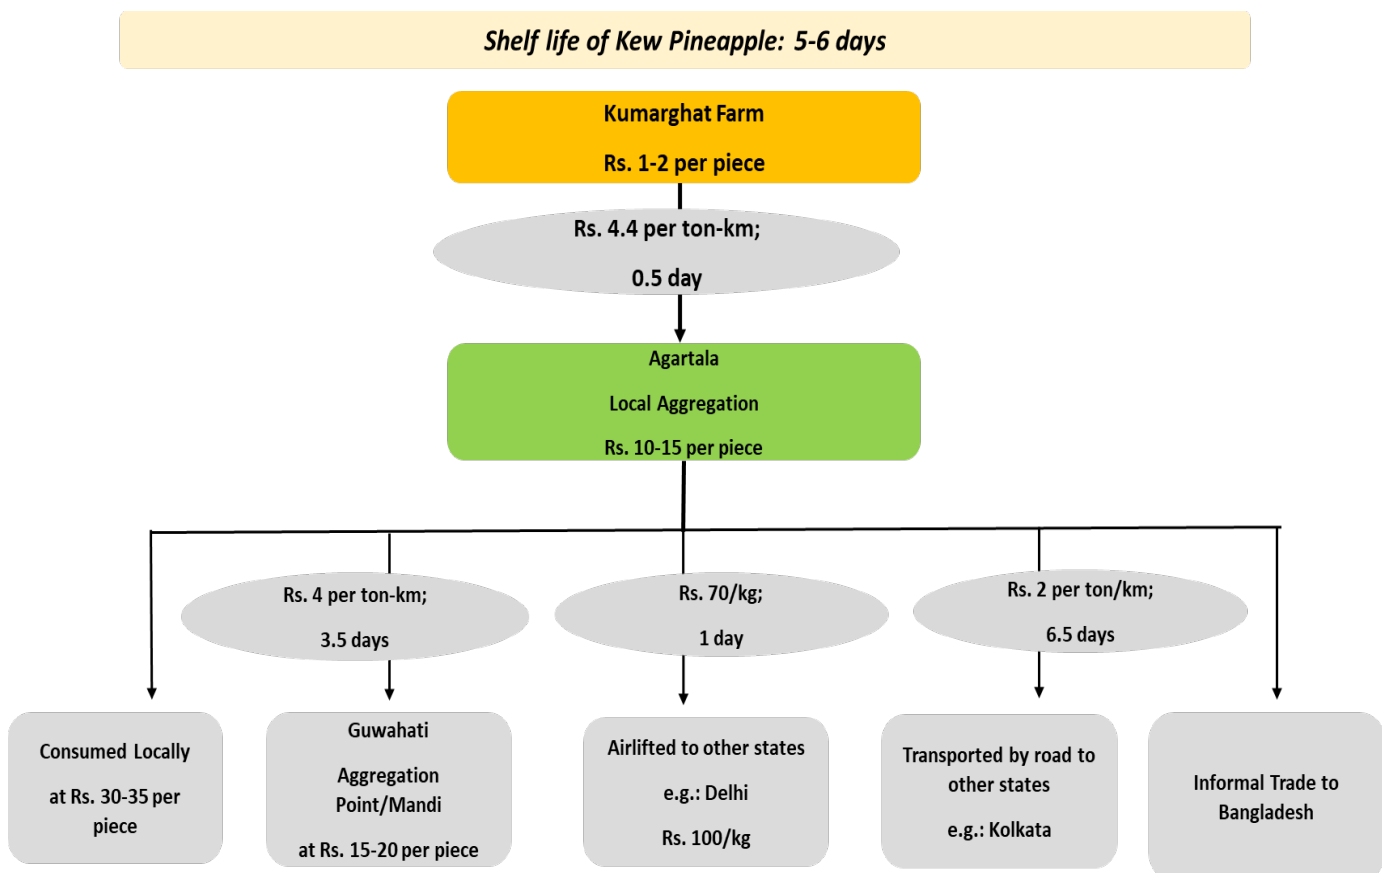 Shelf life of Kew Pineapple: 5-6 days
Kumarghat Farm
Rs. 1-2 per piece
Rs. 4.4 per ton-km;
0.5 day
Agartala
Local Aggregation
Rs. 10-15 per piece
Rs. 4 per ton-km;
3.5 days
Rs. 70/kg;
1 day
Rs. 2 per ton/km;
6.5 days
Consumed Locally
at Rs. 30-35 per
piece
Guwahati
Aggregation
Point/Mandi
at Rs. 15-20 per piece
Airlifted to other states
e.g.: Delhi
Rs. 100/kg
Transported by road to
other states
e.g.: Kolkata
Informal Trade to
Bangladesh